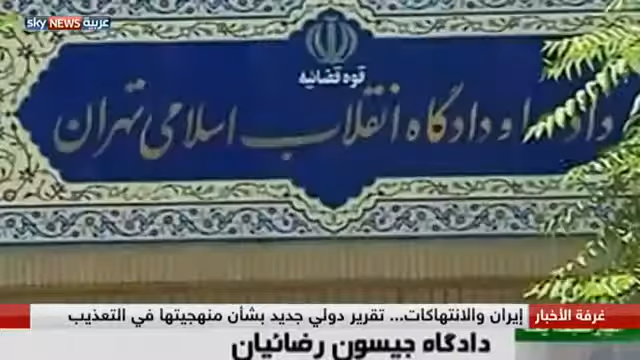 sky NEWS عربية
قوه قضائیه
دادسرا و دادگاه انقلاب اسلامی تهران
غرفة الأخبار
إيران والانتهاكات... تقرير دولي جديد بشأن منهجيتها في التعذيب
دادگاه جیسون رضائیان